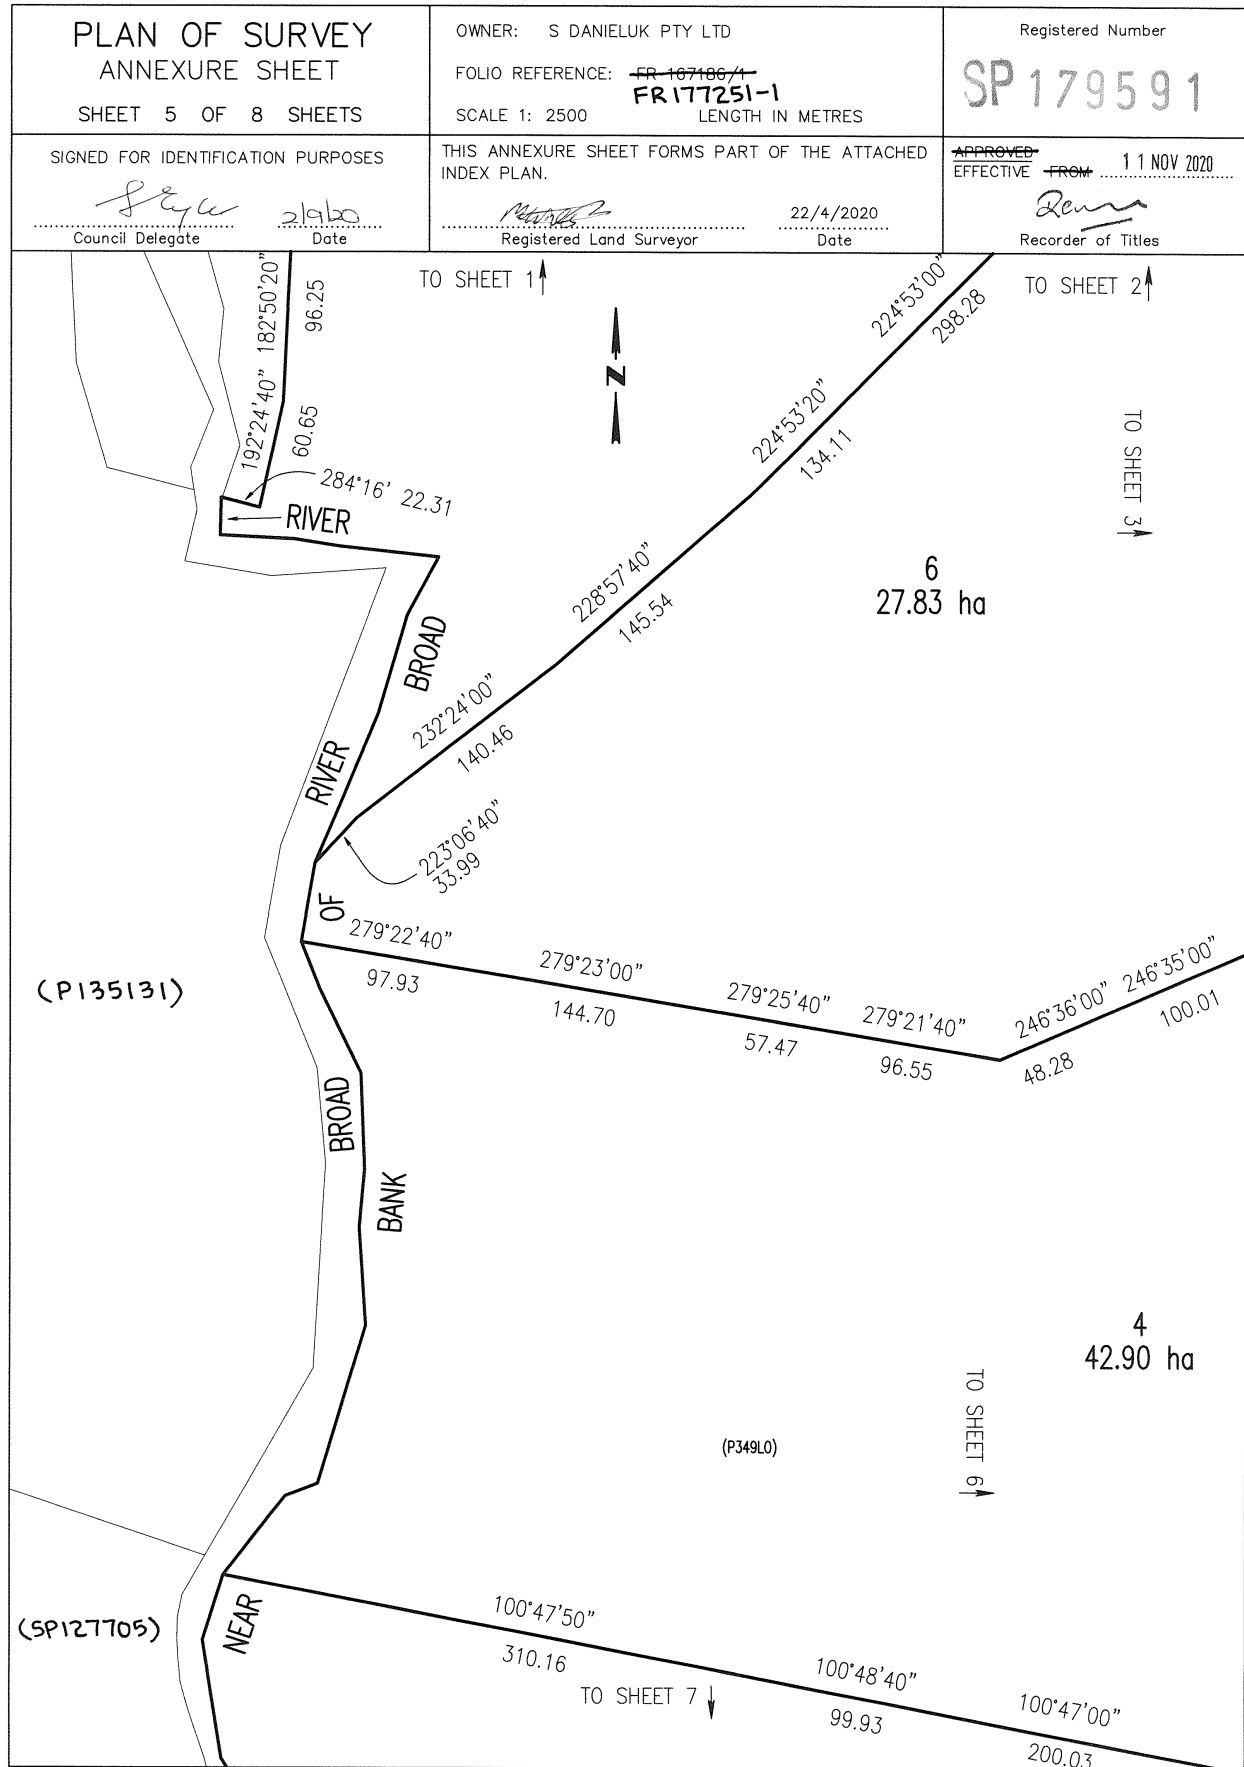 PLAN OF SURVEY
ANNEXURE SHEET
SHEET 5 OF 8 SHEETS
OWNER: S DANIELUK PTY LTD
FOLIO REFERENCE: FR 167186/1
FR177251-1
SCALE 1: 2500 LENGTH IN METRES
Registered Number
SP 179591
SIGNED FOR IDENTIFICATION PURPOSES
2/9/20
Council Delegate Date
THIS ANNEXURE SHEET FORMS PART OF THE ATTACHED
INDEX PLAN.
22/4/2020
Registered Land Surveyor Date
APPROVED
EFFECTIVE FROM 11 NOV 2020
Recorder of Titles
TO SHEET 1
TO SHEET 2
182°50'20"
96.25
192°24'40"
60.65
284°16' 22.31
RIVER
N
224°53'00"
298.28
224°53'20"
134.11
TO SHEET 3
228°57'40"
145.54
6
27.83 ha
BROAD
232°24'00"
140.46
RIVER
223°06'40"
33.99
OF
279°22'40"
97.93
279°23'00"
144.70
279°25'40"
57.47
279°21'40"
96.55
246°36'00"
48.28
246°35'00"
100.01
(P135131)
BROAD
BANK
4
42.90 ha
TO SHEET 6
(P349LO)
(SP127705)
NEAR
100°47'50"
310.16
TO SHEET 7
100°48'40"
99.93
100°47'00"
200.03